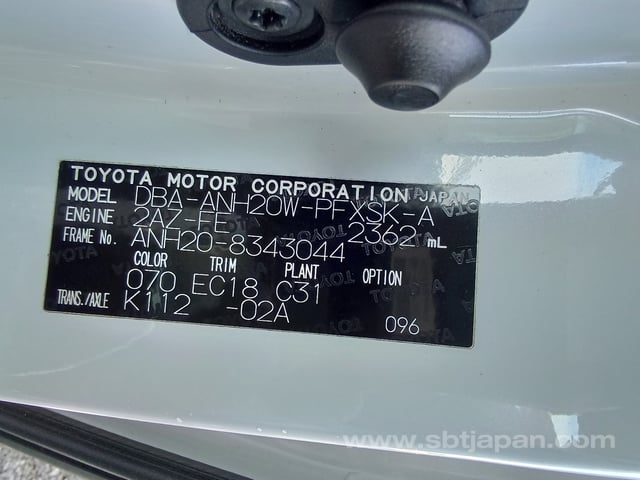 TOYOTA MOTOR CORPORATION JAPAN
MODEL DBA-ANH20W-PFXSK-A
ENGINE 2AZ-FE 2362 mL
FRAME No. ANH20-8343044
COLOR TRIM PLANT OPTION
070 EC18 C31
TRANS./AXLE K112 -02A 096
www.sbtjapan.com